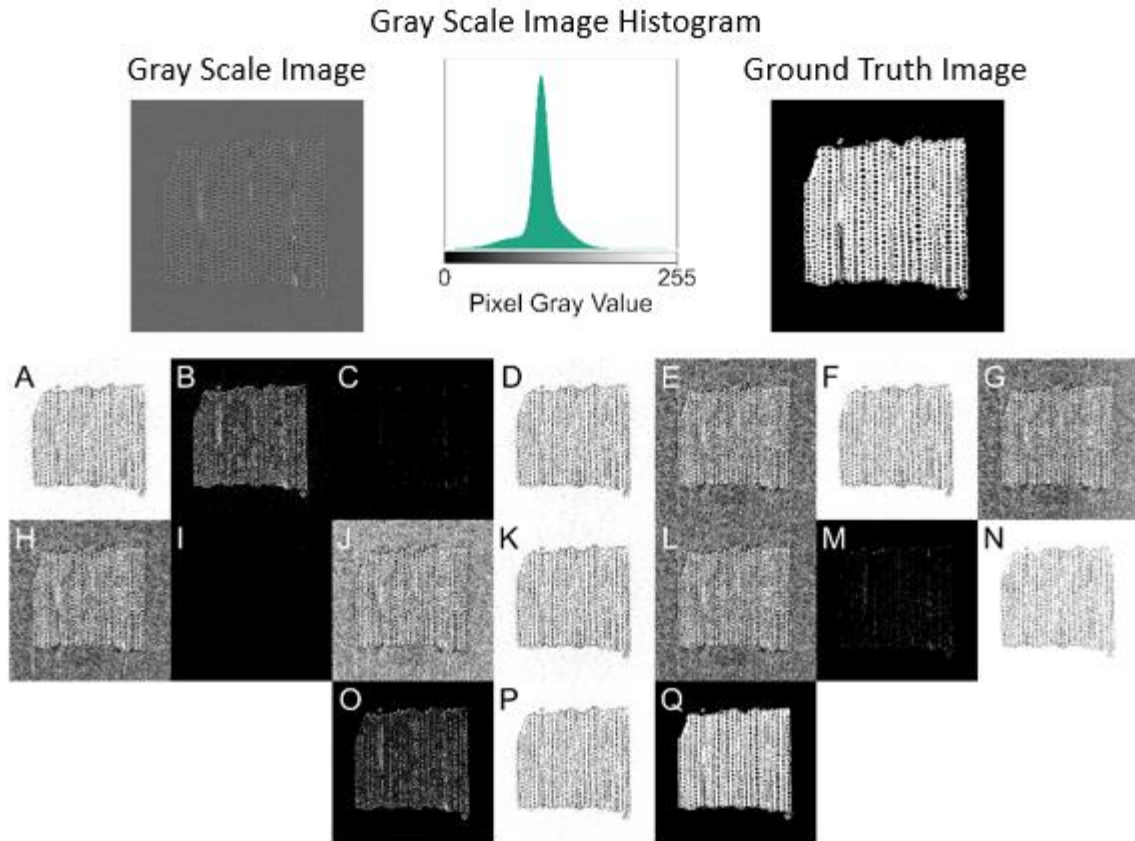 Gray Scale Image Histogram
Gray Scale Image
Ground Truth Image
0
255
Pixel Gray Value
A
B
C
D
E
F
G
H
I
J
K
L
M
N
O
P
Q